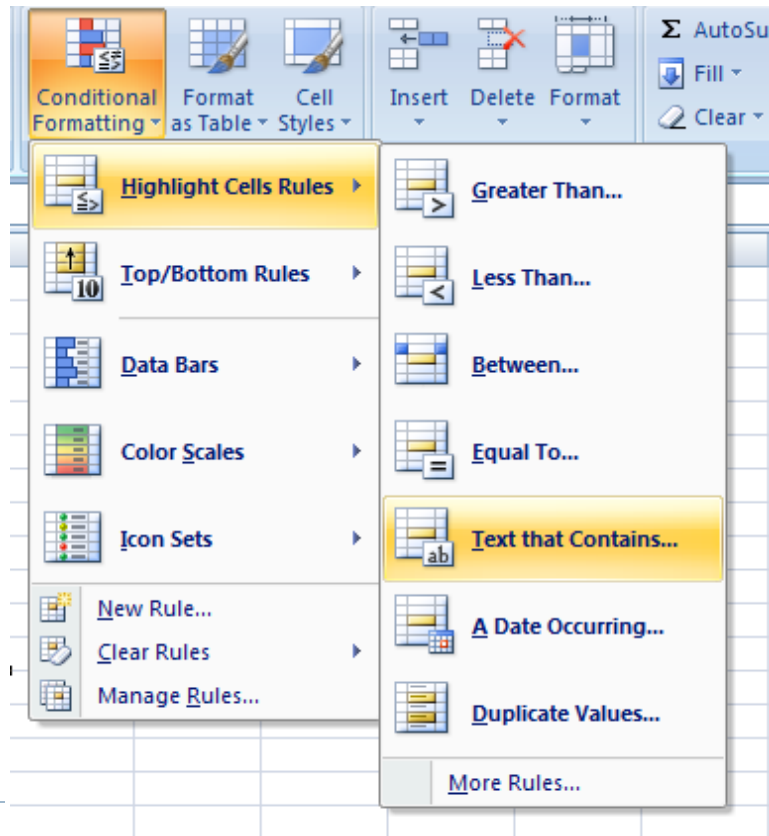 Σ AutoSu
Fill
Clear
Conditional Formatting
Format as Table
Cell Styles
Insert
Delete
Format
Highlight Cells Rules
Top/Bottom Rules
10
Data Bars
Color Scales
Icon Sets
New Rule...
Clear Rules
Manage Rules...
Greater Than...
>
Less Than...
<
Between...
Equal To...
=
Text that Contains...
ab
A Date Occurring...
Duplicate Values...
More Rules...